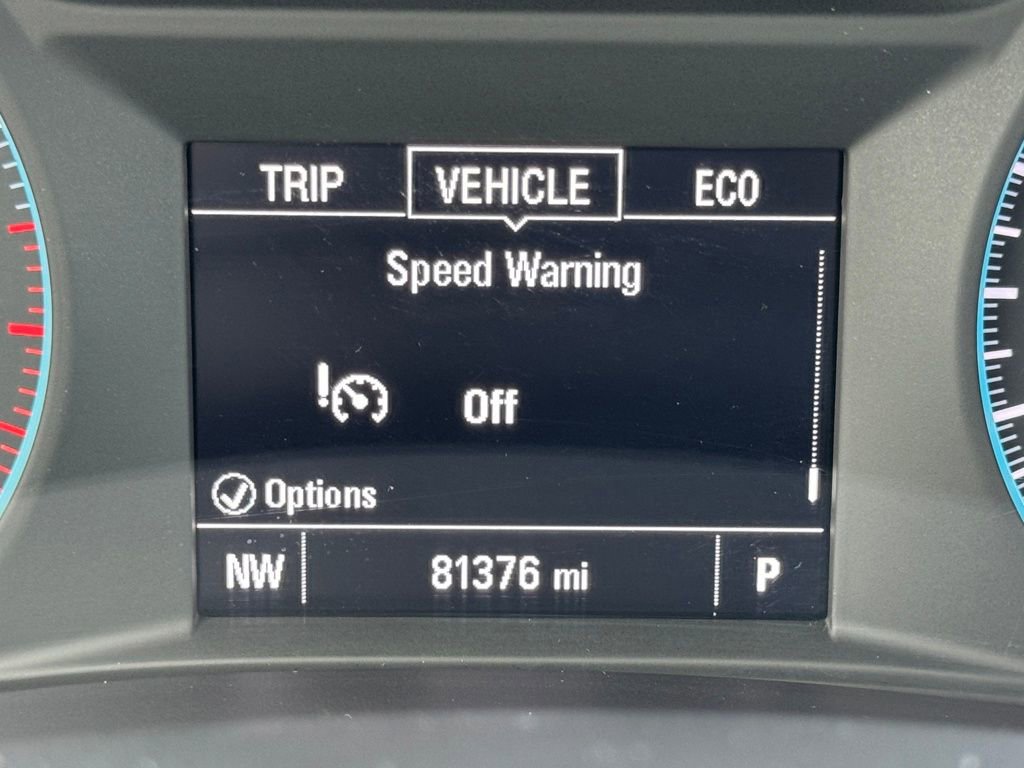 TRIP VEHICLE ECO
Speed Warning
Off
Options
NW 81376 mi P